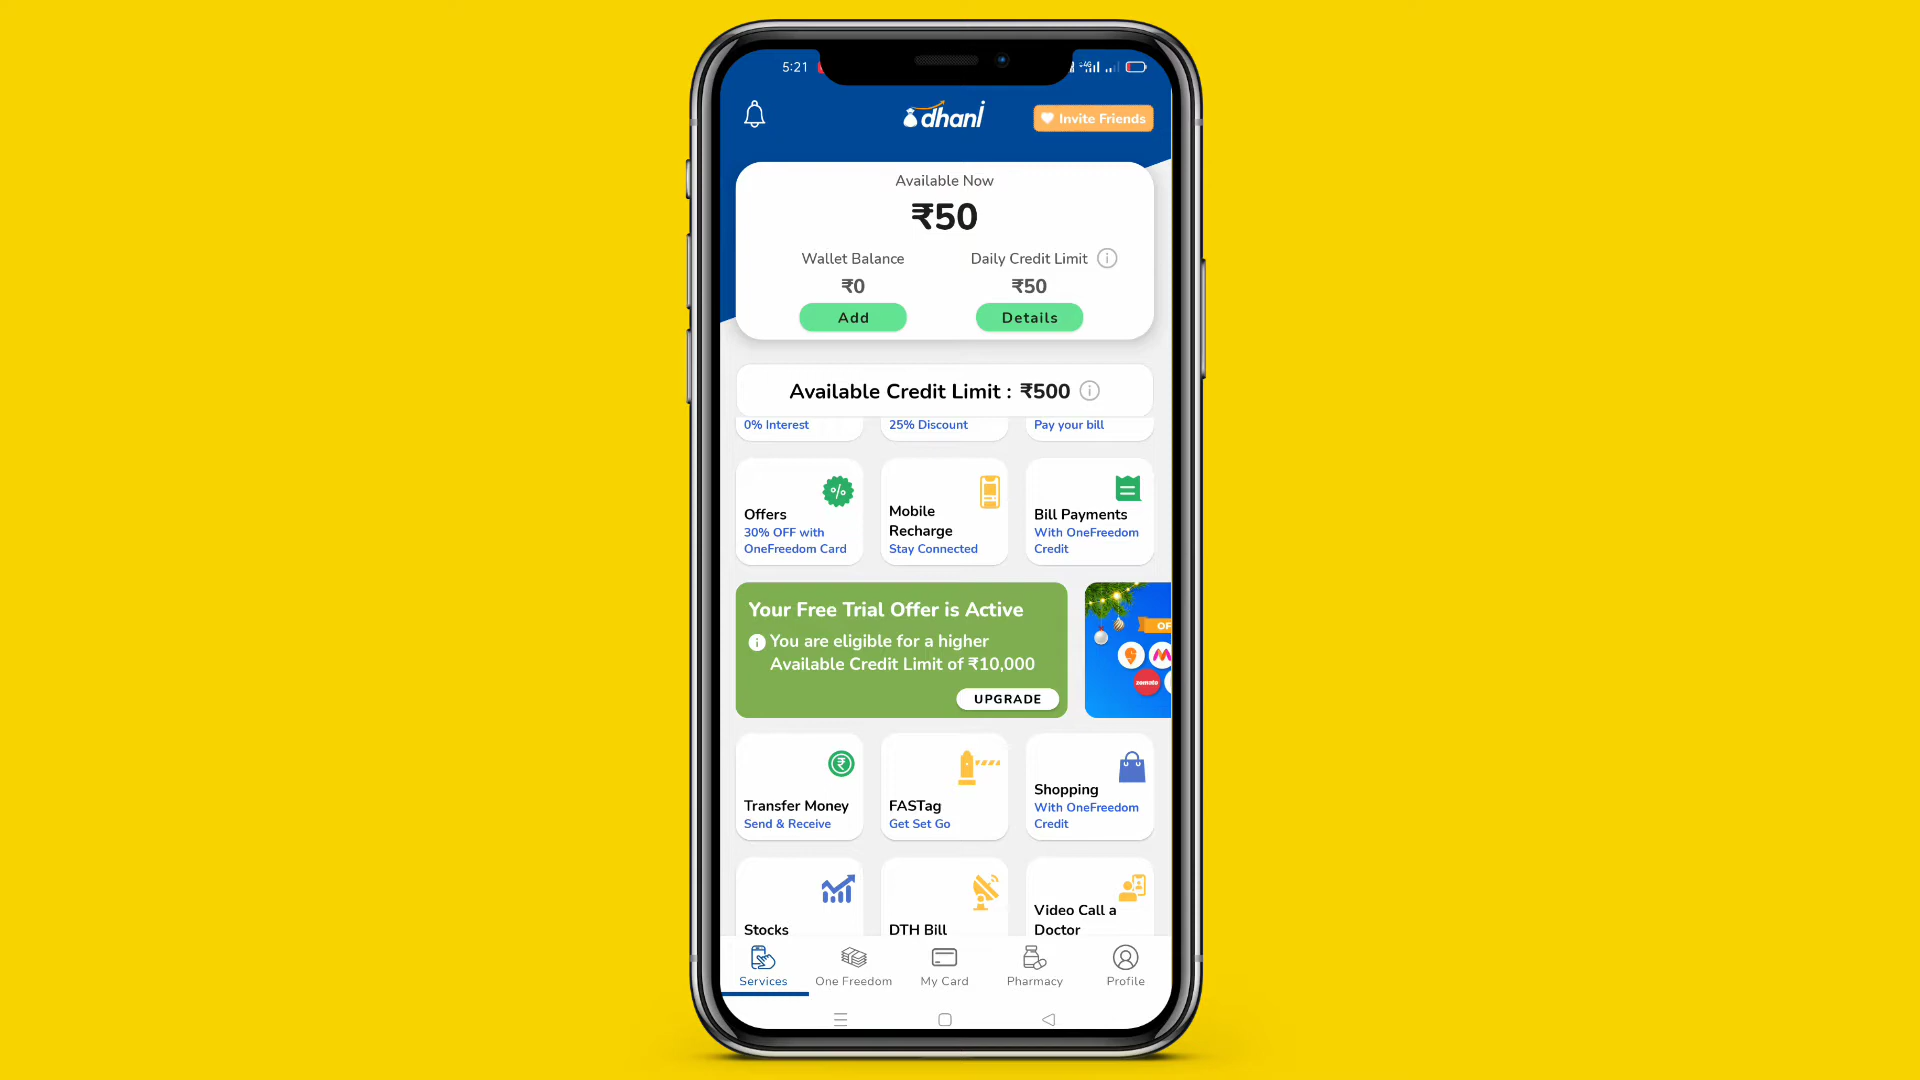 5:21
dhani
Invite Friends
Available Now
₹50
Wallet Balance
Daily Credit Limit
₹0
₹50
Add
Details
Available Credit Limit : ₹500
0% Interest
25% Discount
Pay your bill
Offers
30% OFF with
OneFreedom Card
Mobile
Recharge
Stay Connected
Bill Payments
With OneFreedom
Credit
Your Free Trial Offer is Active
You are eligible for a higher
Available Credit Limit of ₹10,000
UPGRADE
OF
zomato
Transfer Money
Send & Receive
FASTag
Get Set Go
Shopping
With OneFreedom
Credit
Stocks
DTH Bill
Video Call a
Doctor
Services
One Freedom
My Card
Pharmacy
Profile